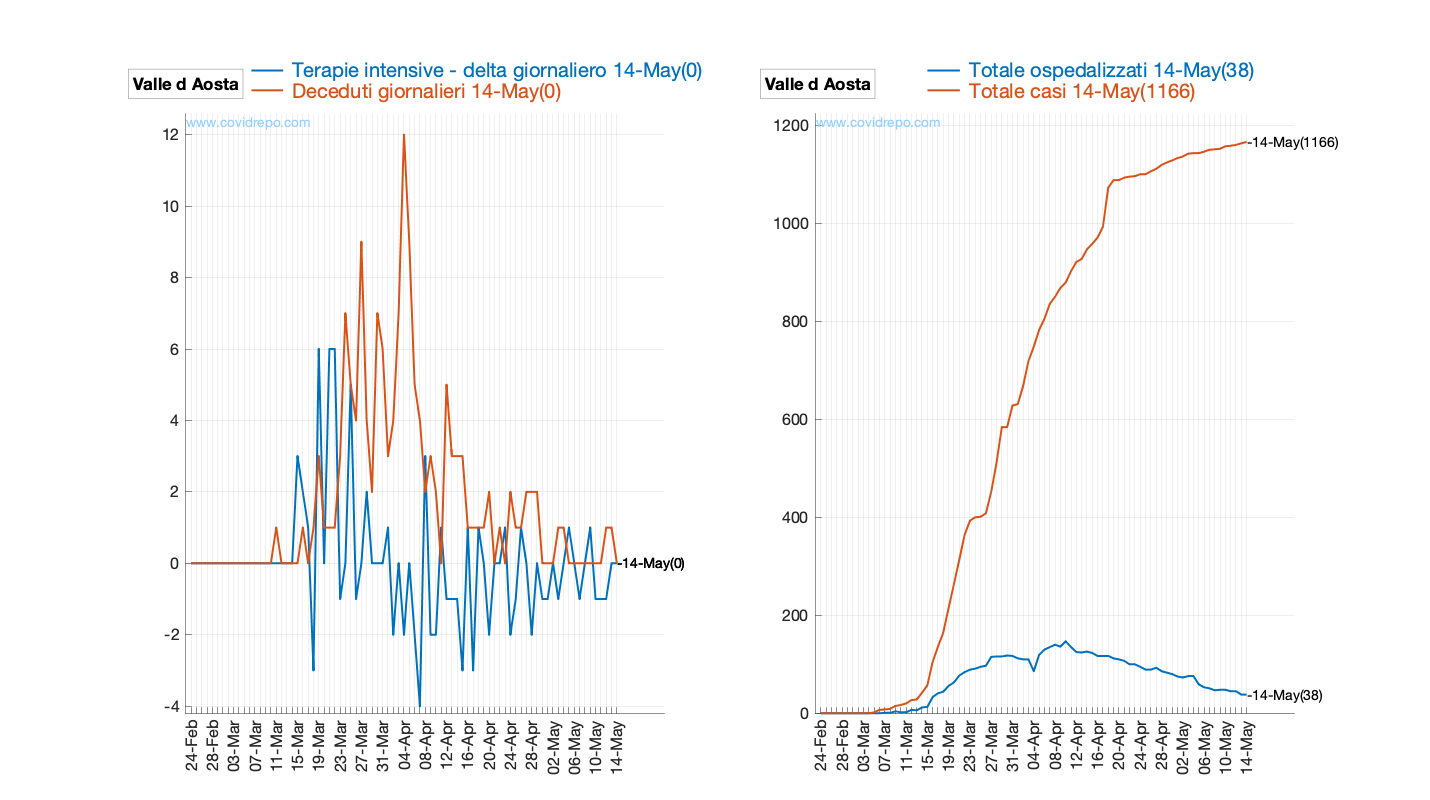 Valle d Aosta
Terapie intensive - delta giornaliero 14-May(0)
Deceduti giornalieri 14-May(0)
www.covidrepo.com
12
10
8
6
4
2
0
-2
-4
-14-May(0)
24-Feb
28-Feb
03-Mar
07-Mar
11-Mar
15-Mar
19-Mar
23-Mar
27-Mar
31-Mar
04-Apr
08-Apr
12-Apr
16-Apr
20-Apr
24-Apr
28-Apr
02-May
06-May
10-May
14-May
Valle d Aosta
Totale ospedalizzati 14-May(38)
Totale casi 14-May(1166)
www.covidrepo.com
1200
1000
800
600
400
200
0
-14-May(1166)
-14-May(38)
24-Feb
28-Feb
03-Mar
07-Mar
11-Mar
15-Mar
19-Mar
23-Mar
27-Mar
31-Mar
04-Apr
08-Apr
12-Apr
16-Apr
20-Apr
24-Apr
28-Apr
02-May
06-May
10-May
14-May